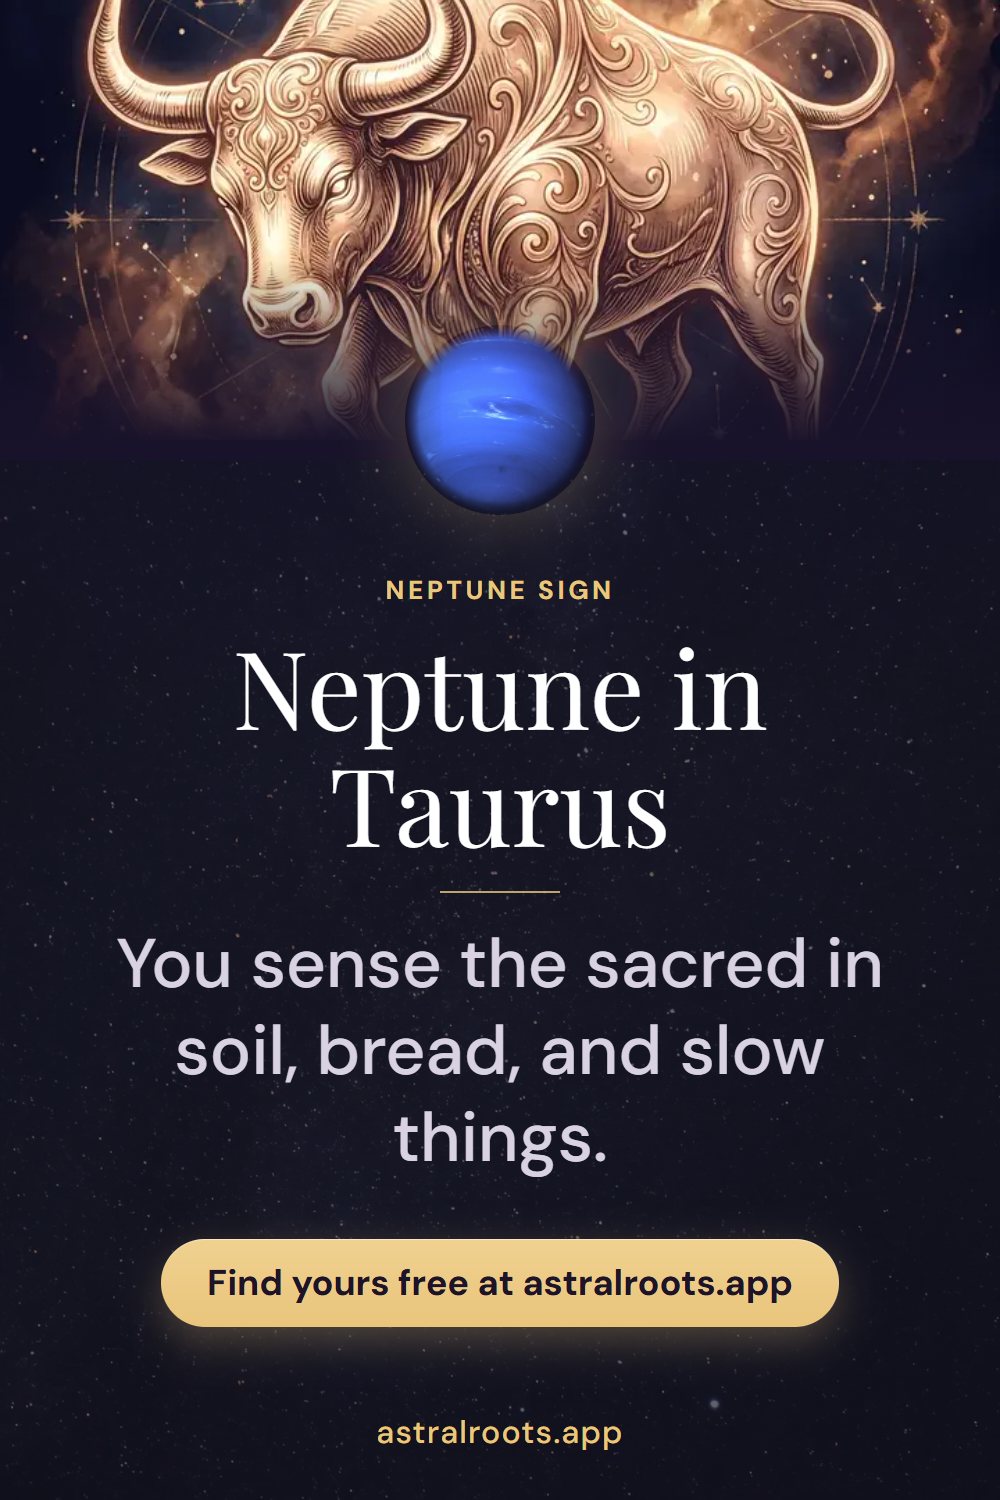 NEPTUNE SIGN
Neptune in
Taurus
You sense the sacred in
soil, bread, and slow
things.
Find yours free at astralroots.app
astralroots.app